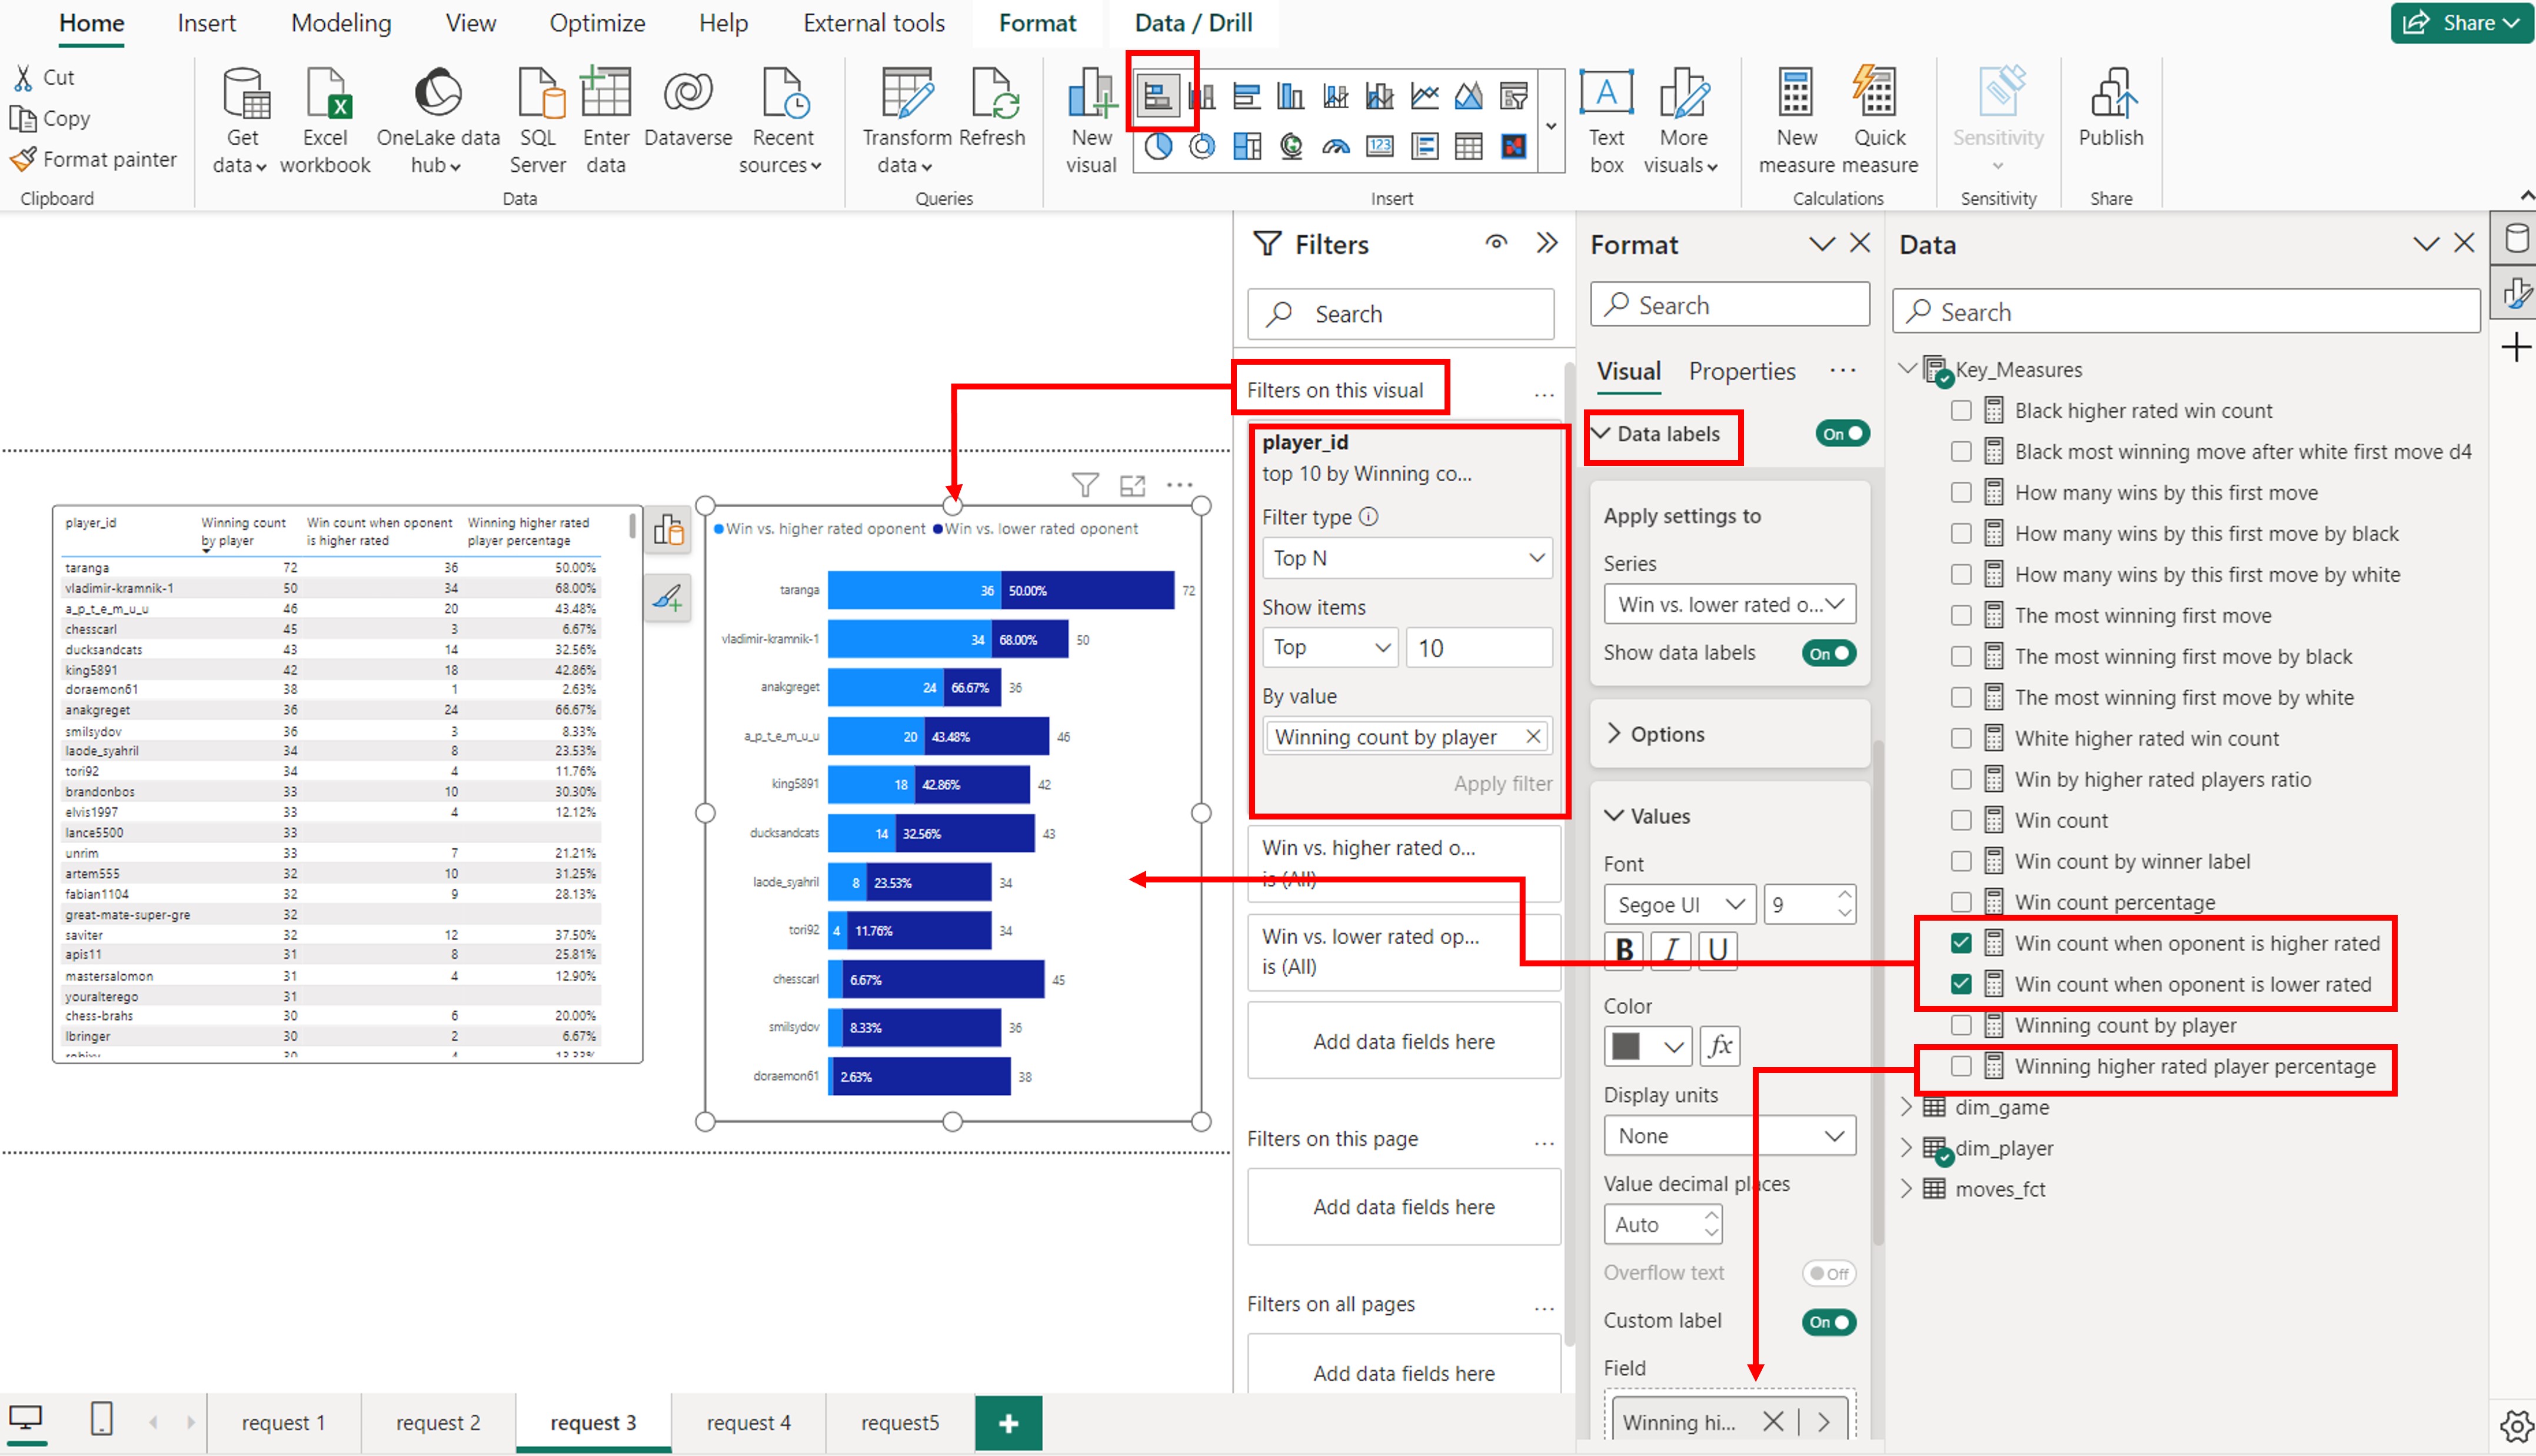 Home Insert Modeling View Optimize Help External tools Format Data / Drill Share
Cut
Copy
Format painter
Clipboard
Get data
Excel workbook
OneLake data hub
SQL Server
Enter data
Dataverse
Recent sources
Data
Transform data
Refresh
Queries
New visual
123
Insert
A
Text box
More visuals
New measure
Quick measure
Calculations
Sensitivity
Sensitivity
Publish
Share
player_id Winning count by player Win count when oponent is higher rated Winning higher rated player percentage
taranga 72 36 50.00%
vladimir-kramnik-1 50 34 68.00%
a_p_t_e_m_u_u 46 20 43.48%
chesscarl 45 3 6.67%
ducksandcats 43 14 32.56%
king5891 42 18 42.86%
doraemon61 38 1 2.63%
anakgreget 36 24 66.67%
smilsydov 36 3 8.33%
laode_syahril 34 8 23.53%
tori92 34 4 11.76%
brandonbos 33 10 30.30%
elvis1997 33 4 12.12%
lance5500 33
unrim 33 7 21.21%
artem555 32 10 31.25%
fabian1104 32 9 28.13%
great-mate-super-gre 32
saviter 32 12 37.50%
apis11 31 8 25.81%
mastersalomon 31 4 12.90%
youralterego 31
chess-brahs 30 6 20.00%
lbringer 30 2 6.67%
30 4 13.33%
Win vs. higher rated oponent Win vs. lower rated oponent
taranga 36 50.00% 72
vladimir-kramnik-1 34 68.00% 50
anakgreget 24 66.67% 36
a_p_t_e_m_u_u 20 43.48% 46
king5891 18 42.86% 42
ducksandcats 14 32.56% 43
laode_syahril 8 23.53% 34
tori92 4 11.76% 34
chesscarl 6.67% 45
smilsydov 8.33% 36
doraemon61 2.63% 38
Filters
Search
Filters on this visual ...
player_id
top 10 by Winning co...
Filter type
Top N
Show items
Top 10
By value
Winning count by player
Apply filter
Win vs. higher rated o...
is (All)
Win vs. lower rated op...
is (All)
Add data fields here
Filters on this page ...
Add data fields here
Filters on all pages ...
Add data fields here
Format
Search
Visual Properties ...
Data labels On
Apply settings to
Series
Win vs. lower rated o...
Show data labels On
Options
Values
Font
Segoe UI 9
B I U
Color
fx
Display units
None
Value decimal places
Auto
Overflow text Off
Custom label On
Field
Winning hi...
Data
Search
Key_Measures
Black higher rated win count
Black most winning move after white first move d4
How many wins by this first move
How many wins by this first move by black
How many wins by this first move by white
The most winning first move
The most winning first move by black
The most winning first move by white
White higher rated win count
Win by higher rated players ratio
Win count
Win count by winner label
Win count percentage
Win count when oponent is higher rated
Win count when oponent is lower rated
Winning count by player
Winning higher rated player percentage
dim_game
dim_player
moves_fct
request 1 request 2 request 3 request 4 request5 +